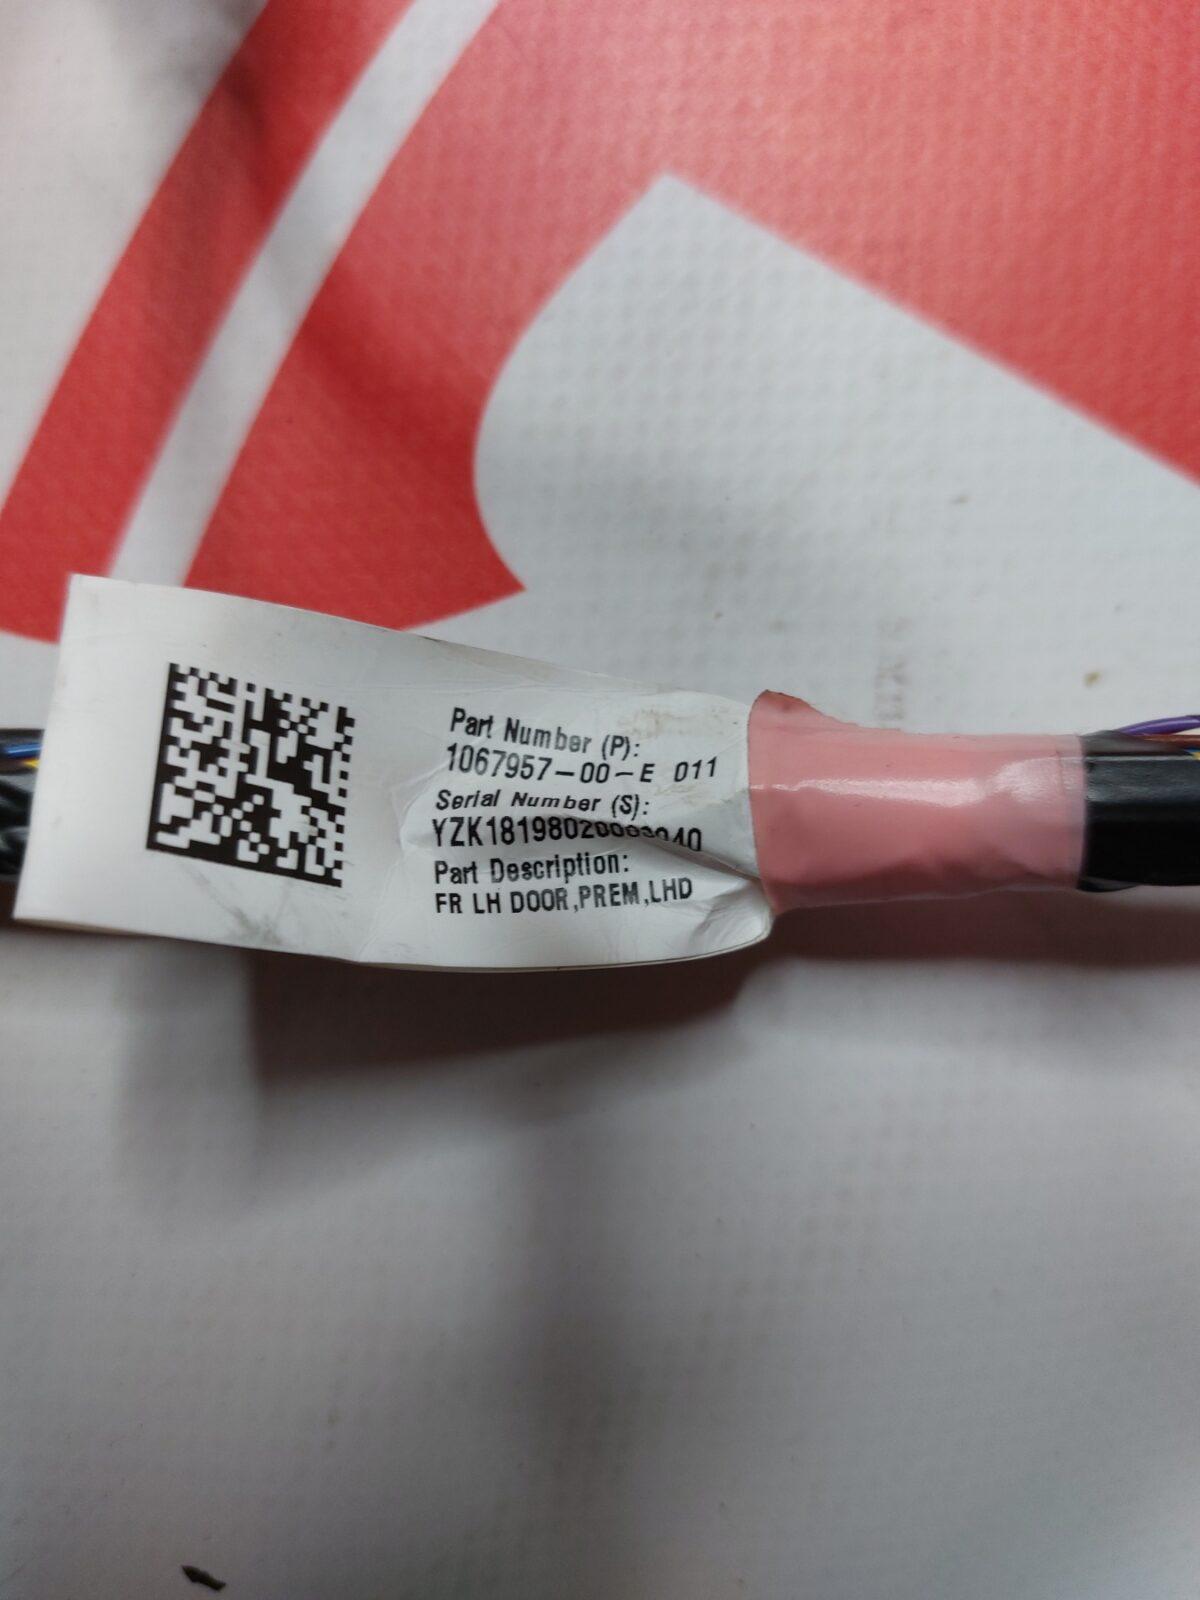 Part Number (P):
1067957-00-E 011
Serial Number (S):
Part Description:
FR LH DOOR,PREM,LHD